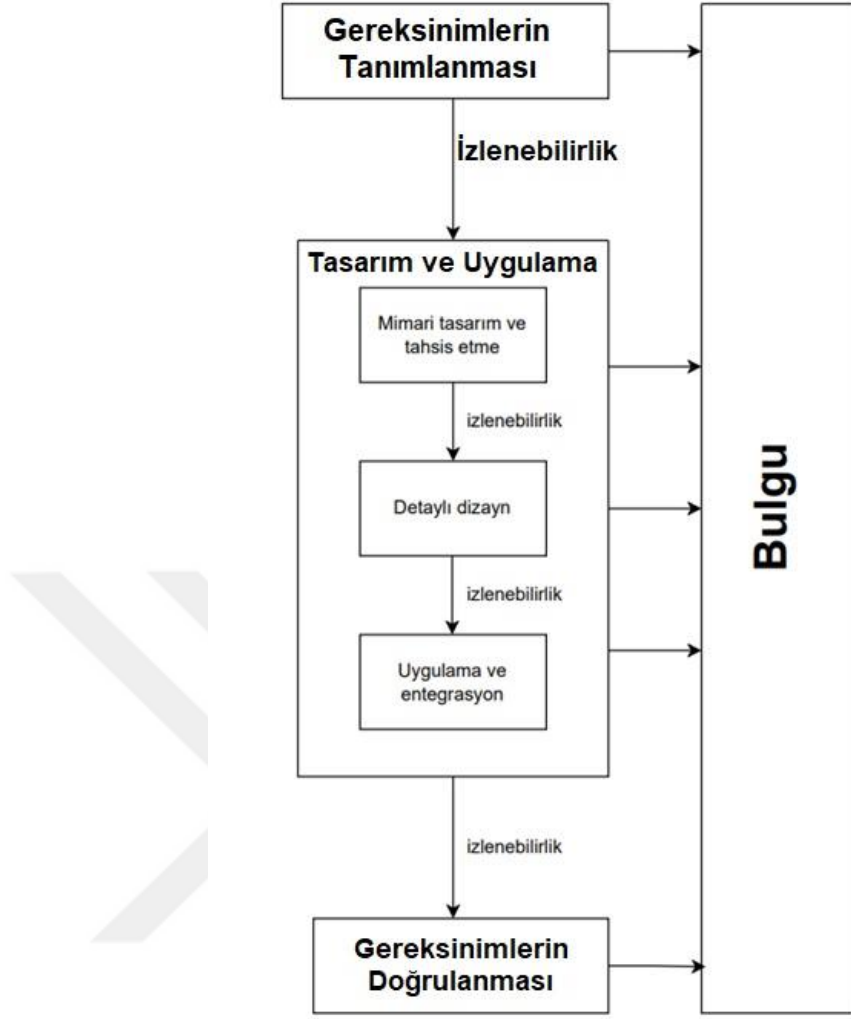 Gereksinimlerin
Tanımlanması
İzlenebilirlik
Tasarım ve Uygulama
Mimari tasarım ve
tahsis etme
izlenebilirlik
Detaylı dizayn
izlenebilirlik
Uygulama ve
entegrasyon
izlenebilirlik
Gereksinimlerin
Doğrulanması
Bulgu